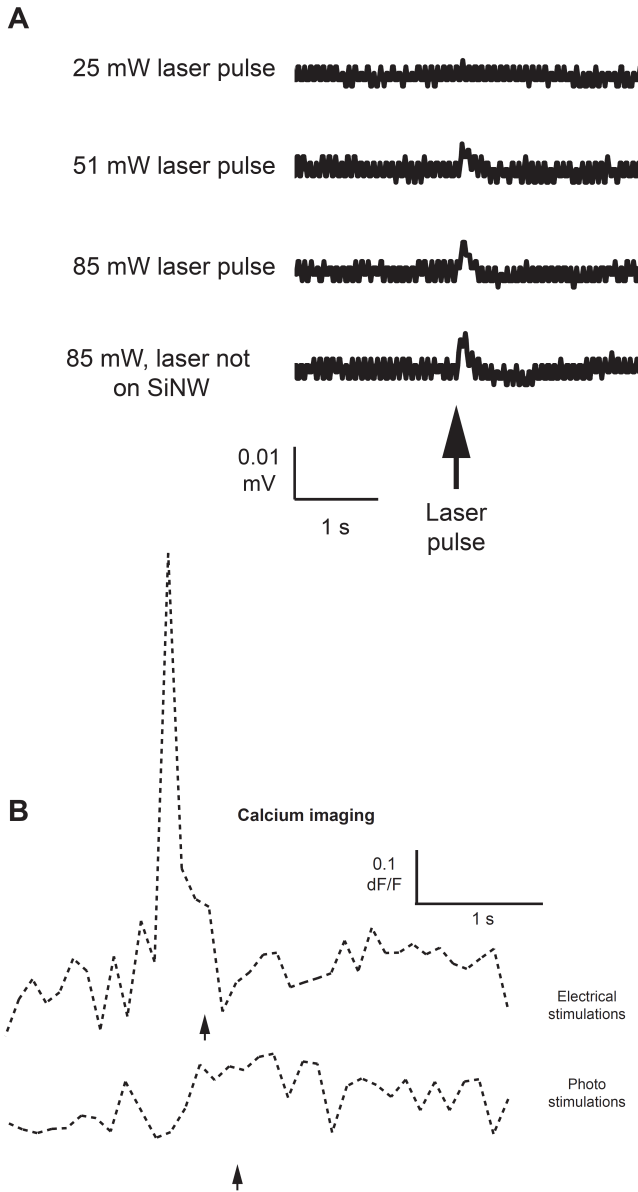 A
25 mW laser pulse
51 mW laser pulse
85 mW laser pulse
85 mW, laser not
on SiNW
0.01
mV
1 s
Laser
pulse
B
Calcium imaging
0.1
dF/F
1 s
Electrical
stimulations
Photo
stimulations